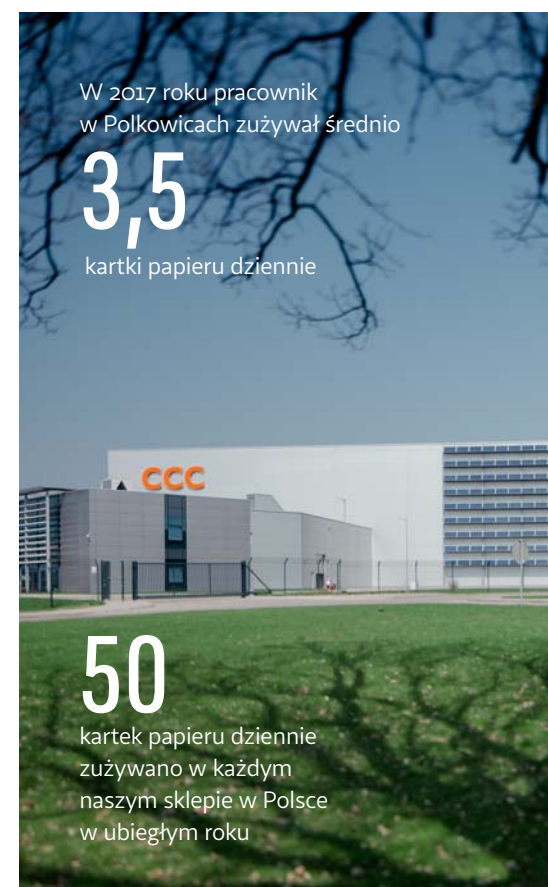 W 2017 roku pracownik
w Polkowicach zużywał średnio
3,5
kartki papieru dziennie
CCC
50
kartek papieru dziennie
zużywano w każdym
naszym sklepie w Polsce
w ubiegłym roku